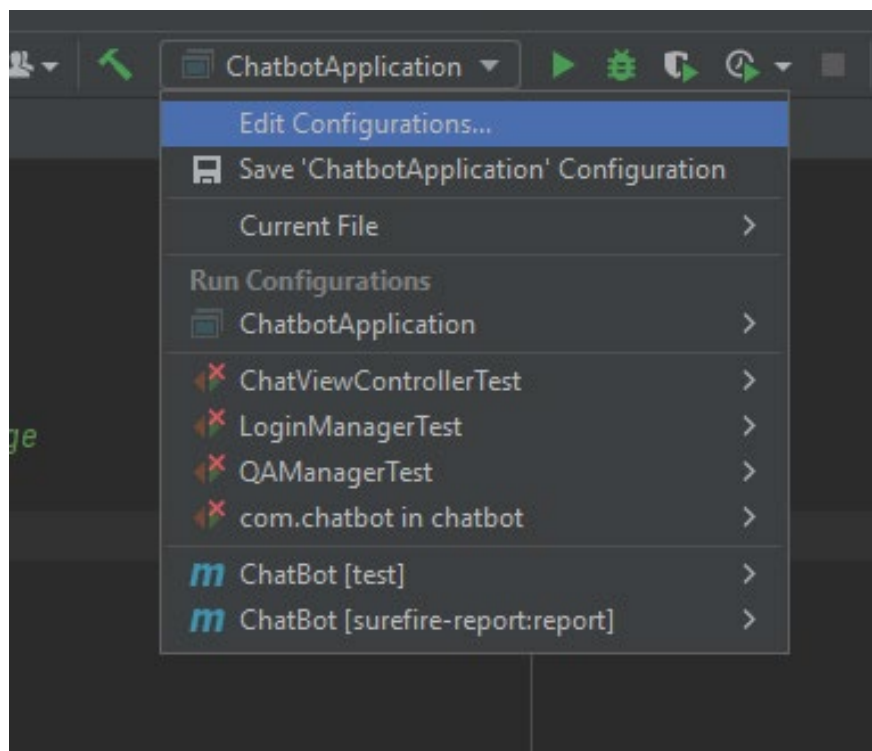 ChatbotApplication
Edit Configurations...
Save 'ChatbotApplication' Configuration
Current File
Run Configurations
ChatbotApplication
ChatViewControllerTest
LoginManagerTest
ge
QAManagerTest
com.chatbot in chatbot
m ChatBot [test]
m ChatBot [surefire-report:report]